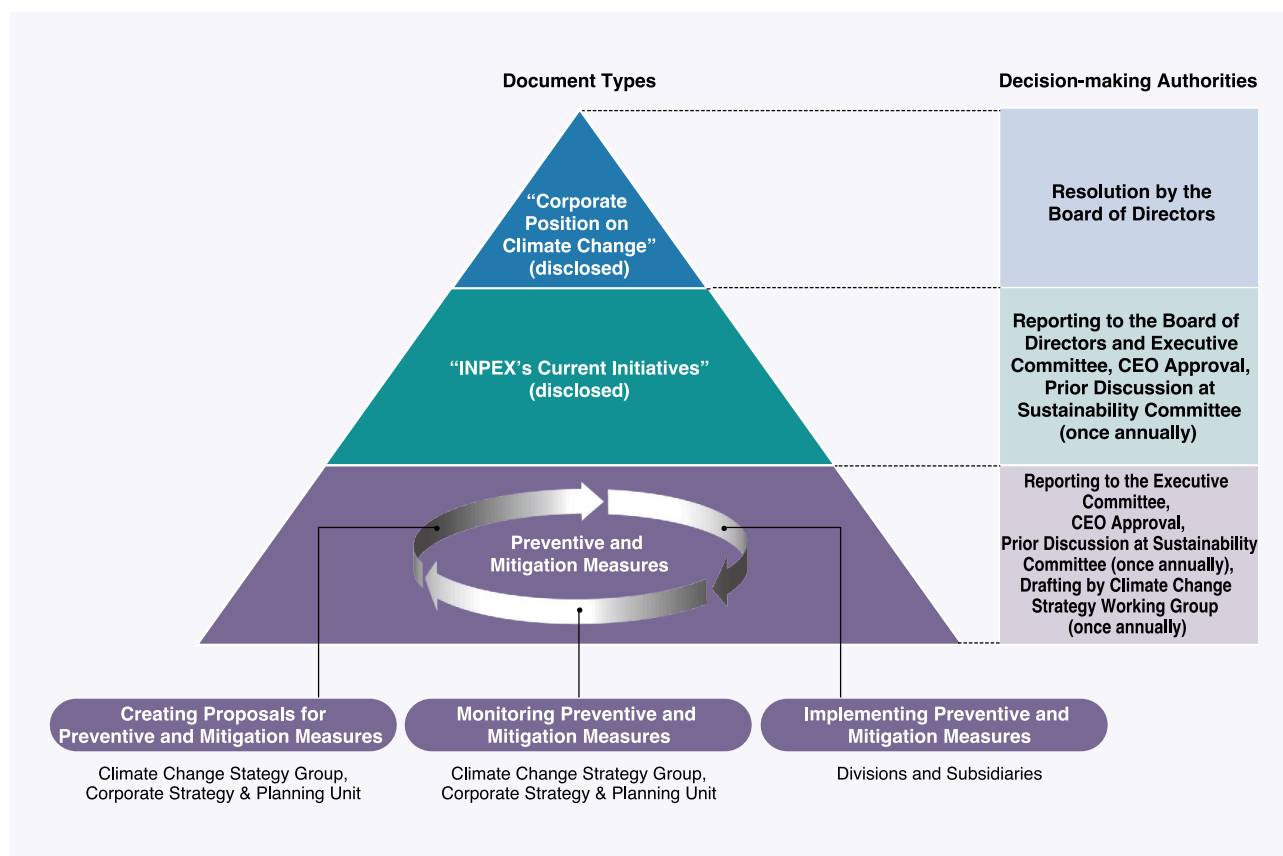 Document Types
Decision-making Authorities
“Corporate
Position on
Climate Change”
(disclosed)
Resolution by the
Board of Directors
“INPEX’s Current Initiatives”
(disclosed)
Reporting to the Board of
Directors and Executive
Committee, CEO Approval,
Prior Discussion at
Sustainability Committee
(once annually)
Preventive and
Mitigation Measures
Reporting to the Executive
Committee,
CEO Approval,
Prior Discussion at Sustainability
Committee (once annually),
Drafting by Climate Change
Strategy Working Group
(once annually)
Creating Proposals for
Preventive and Mitigation Measures
Climate Change Stategy Group,
Corporate Strategy & Planning Unit
Monitoring Preventive and
Mitigation Measures
Climate Change Strategy Group,
Corporate Strategy & Planning Unit
Implementing Preventive and
Mitigation Measures
Divisions and Subsidiaries